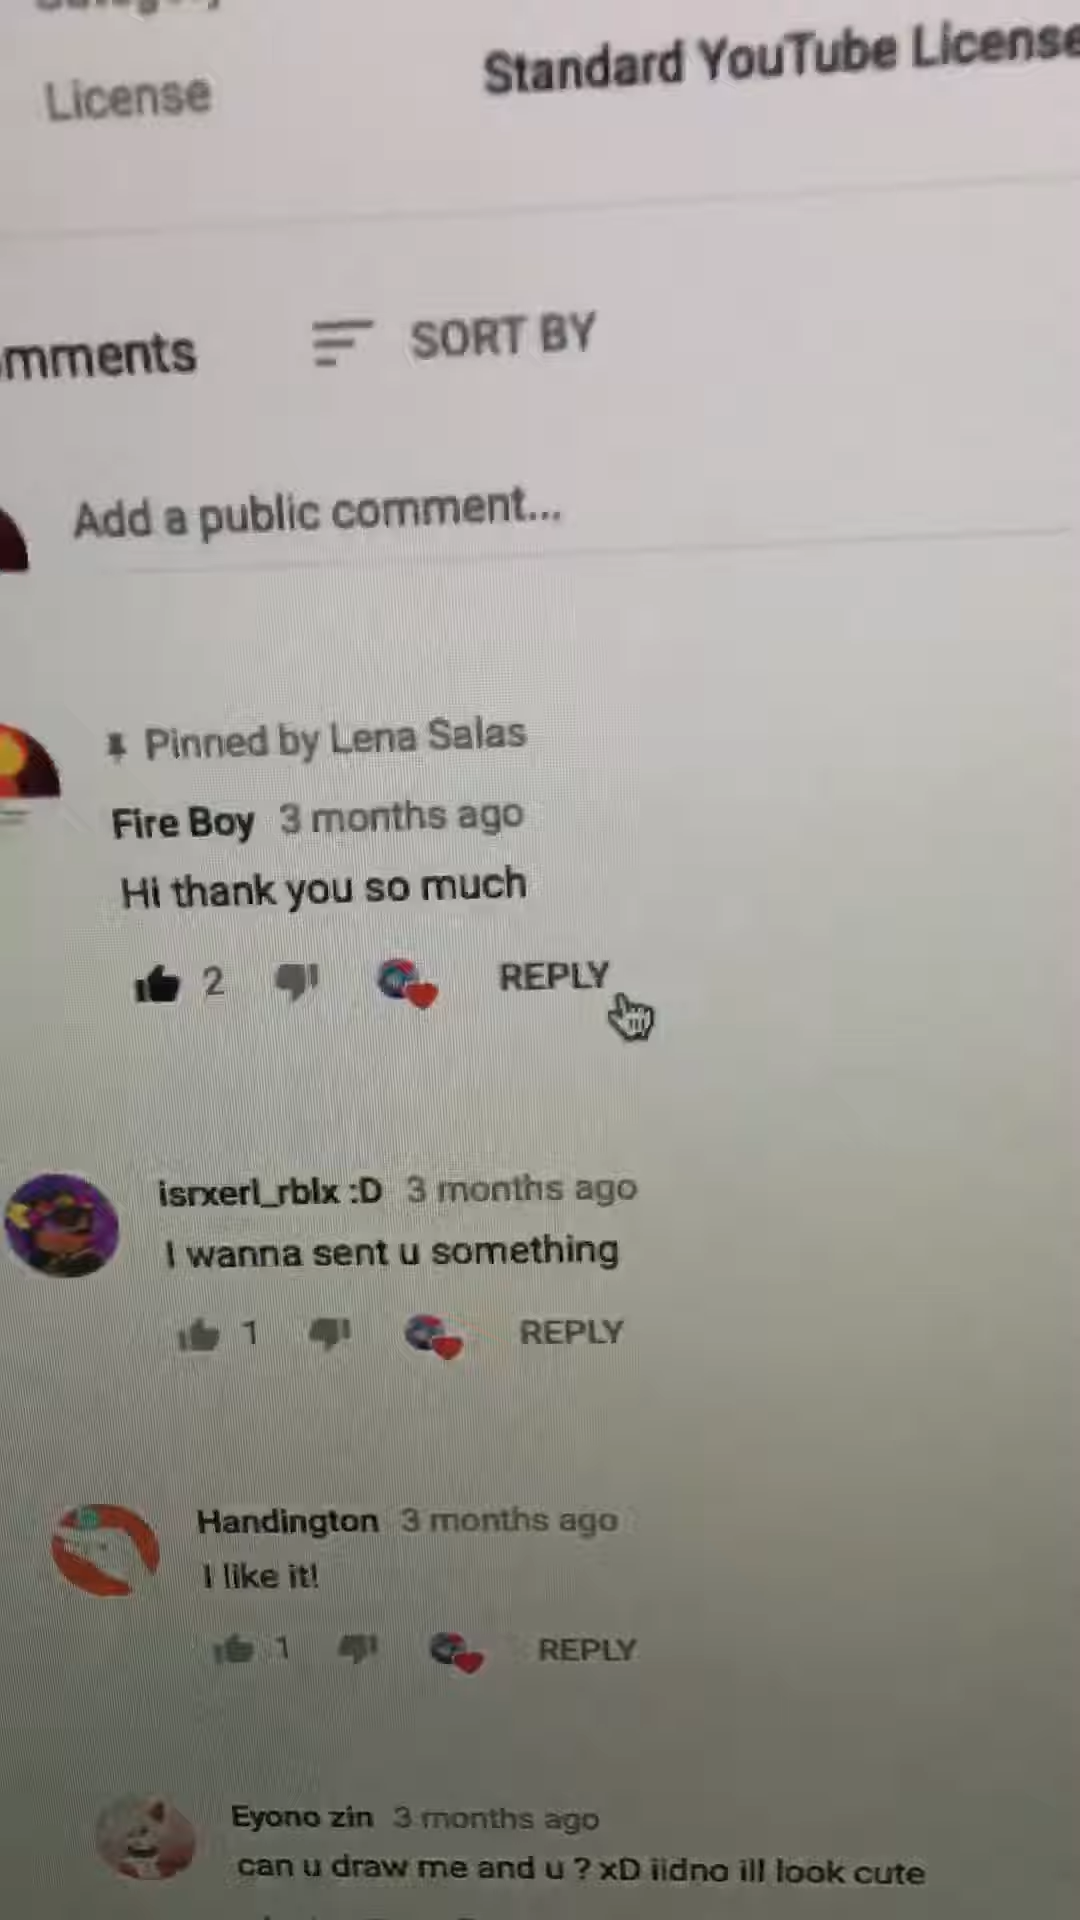 License
Standard YouTube License
mments
SORT BY
Add a public comment...
Pinned by Lena Salas
Fire Boy 3 months ago
Hi thank you so much
2
REPLY
isrxerl_rblx :D 3 months ago
I wanna sent u something
1
REPLY
Handington 3 months ago
I like it!
1
REPLY
Eyono zin 3 months ago
can u draw me and u ? xD iidno ill look cute